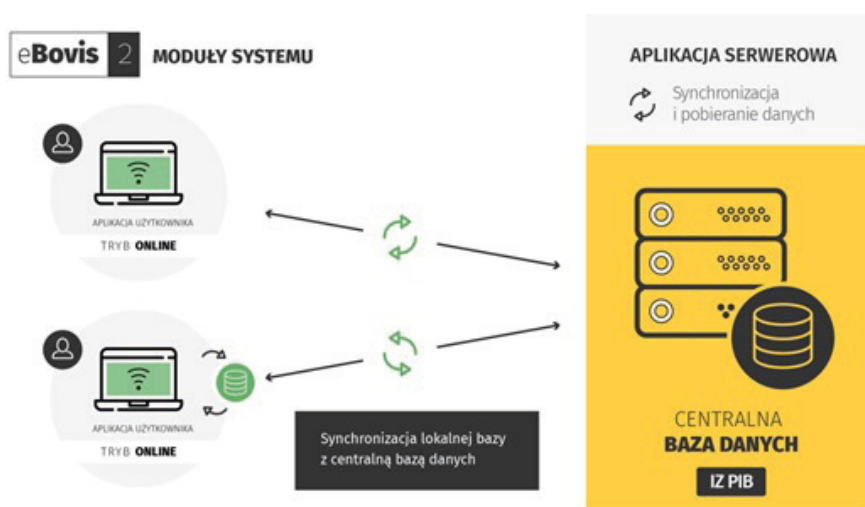 eBovis 2 MODUŁY SYSTEMU
APLIKACJA UŻYTKOWNIKA
TRYB ONLINE
APLIKACJA UŻYTKOWNIKA
TRYB ONLINE
Synchronizacja lokalnej bazy
z centralną bazą danych
APLIKACJA SERWEROWA
Synchronizacja
i pobieranie danych
CENTRALNA
BAZA DANYCH
IZ PIB